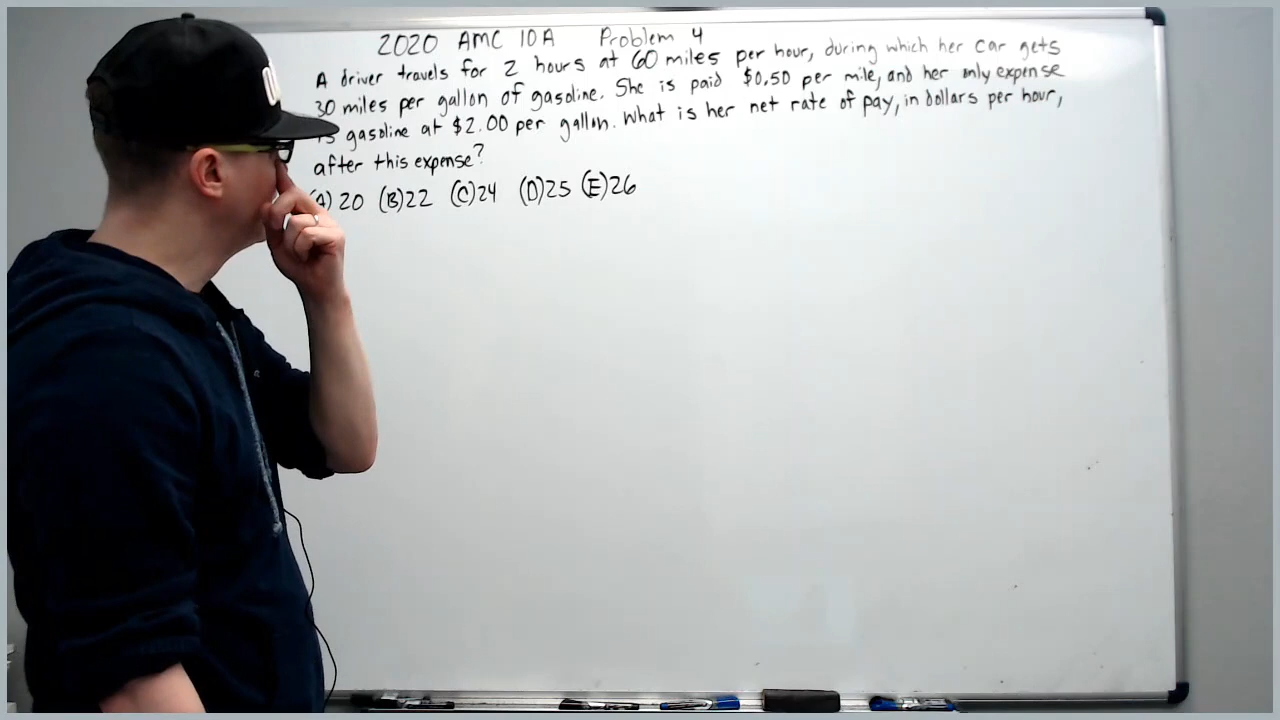 2020 AMC 10A Problem 4
A driver travels for 2 hours at 60 miles per hour, during which her car gets
30 miles per gallon of gasoline. She is paid $0.50 per mile, and her only expense
is gasoline at $2.00 per gallon. What is her net rate of pay, in dollars per hour,
after this expense?
(A) 20 (B) 22 (C) 24 (D) 25 (E) 26